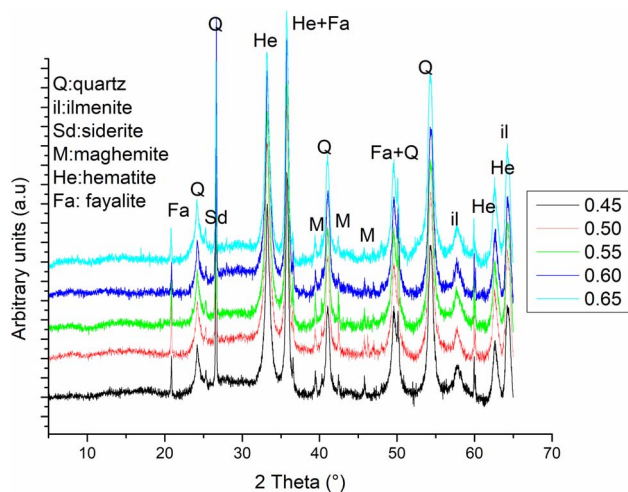 Q
He+Fa
He
Q:quartz
il:ilmenite
Sd:siderite
M:maghemite
He:hematite
Fa: fayalite
Q
Q
Fa+Q
il
He
Fa
Q
Sd
M
M
M
il
He
0.45
0.50
0.55
0.60
0.65
Arbitrary units (a.u)
10
20
30
40
50
60
70
2 Theta (°)